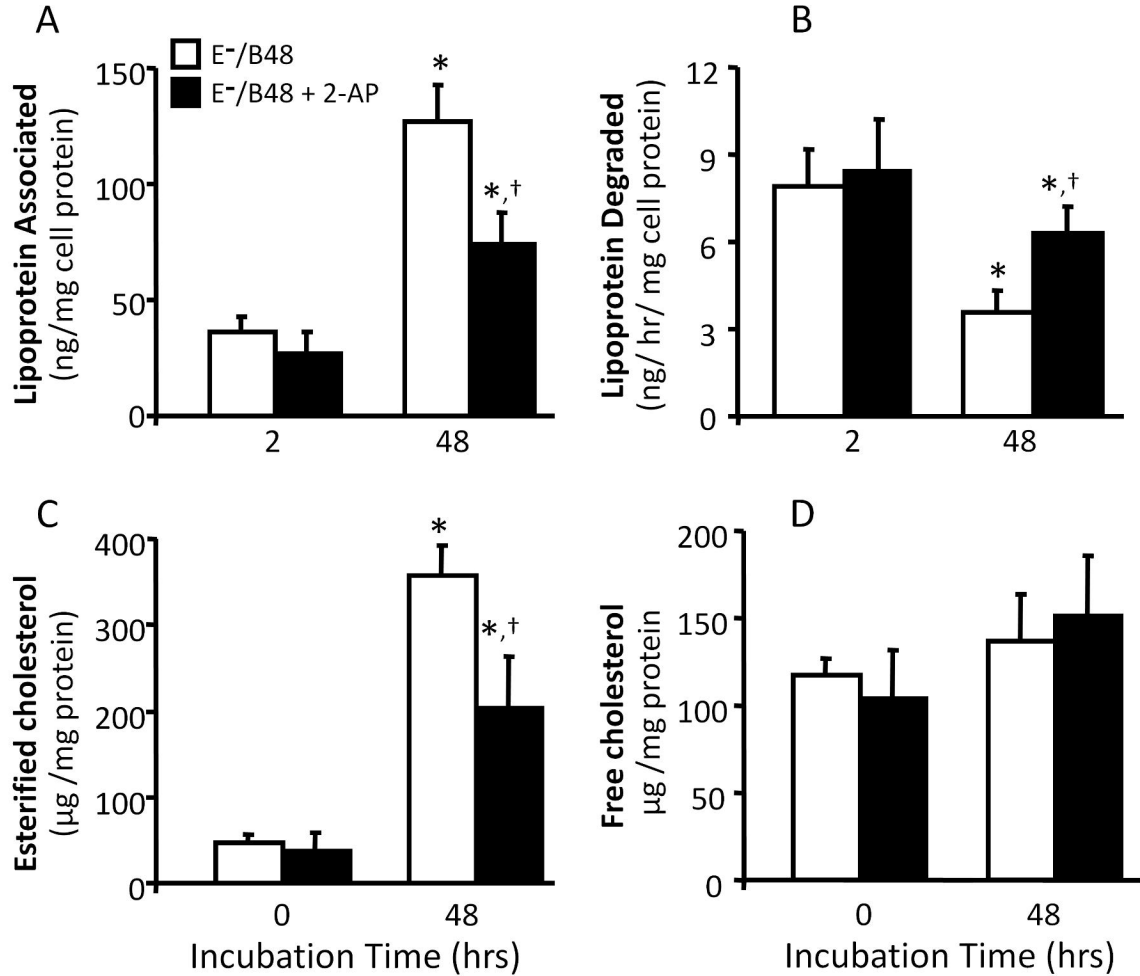 A
E⁻/B48
E⁻/B48 + 2-AP
Lipoprotein Associated
(ng/mg cell protein)
150
100
50
0
*
*,†
2
48
B
Lipoprotein Degraded
(ng/ hr/ mg cell protein)
12
9
6
3
0
*
*,†
2
48
C
Esterified cholesterol
(µg /mg protein)
400
300
200
100
0
*
*,†
0
48
Incubation Time (hrs)
D
Free cholesterol
µg /mg protein
200
150
100
50
0
0
48
Incubation Time (hrs)